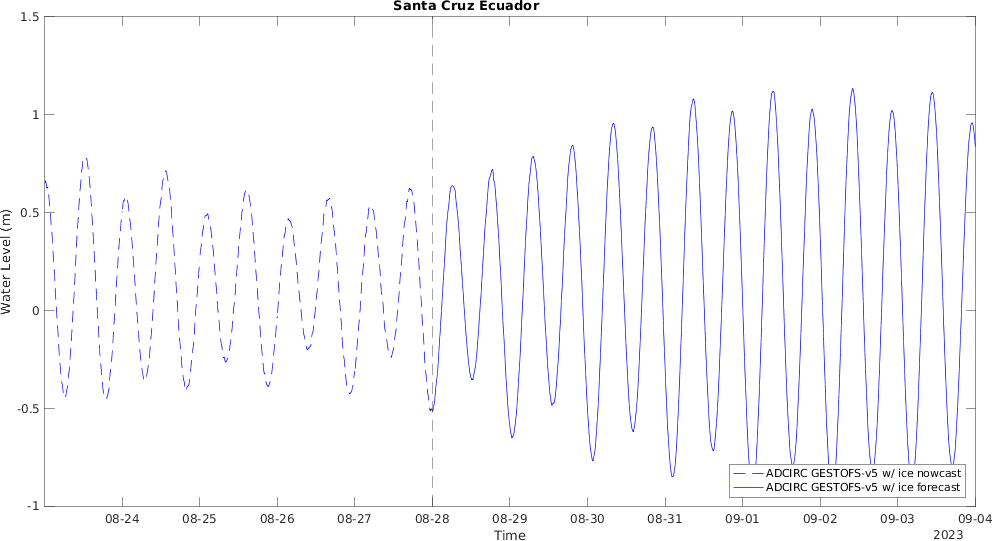 Santa Cruz Ecuador
1.5
1
0.5
0
-0.5
-1
Water Level (m)
ADCIRC GESTOFS-v5 w/ ice nowcast
ADCIRC GESTOFS-v5 w/ ice forecast
08-24 08-25 08-26 08-27 08-28 08-29 08-30 08-31 09-01 09-02 09-03 09-04
Time
2023